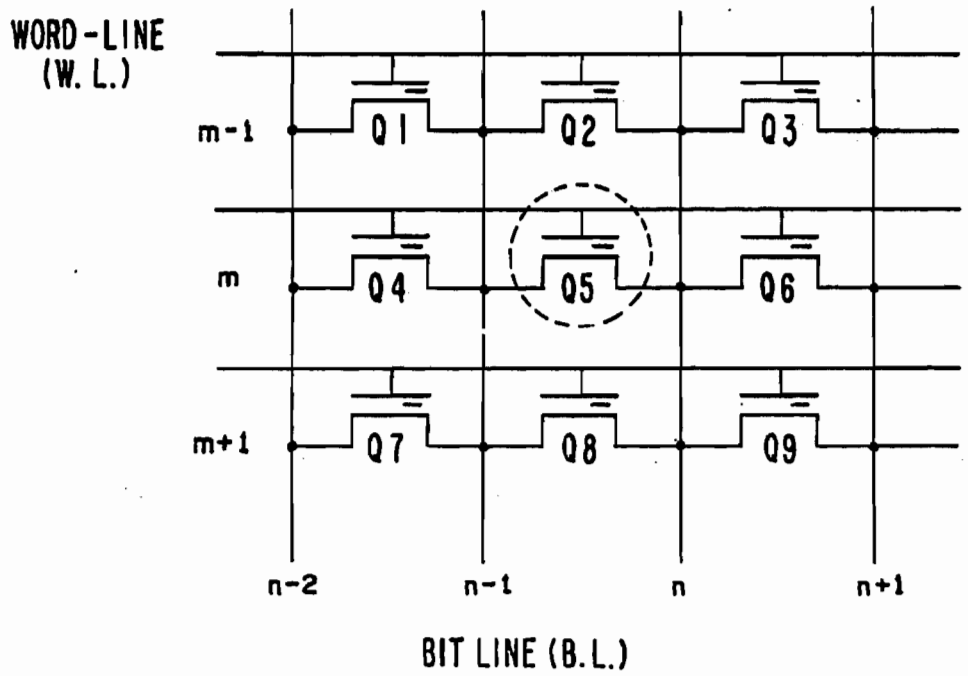 WORD-LINE
(W. L.)
m-1
Q1 Q2 Q3
m
Q4 Q5 Q6
m+1
Q7 Q8 Q9
n-2 n-1 n n+1
BIT LINE (B.L.)